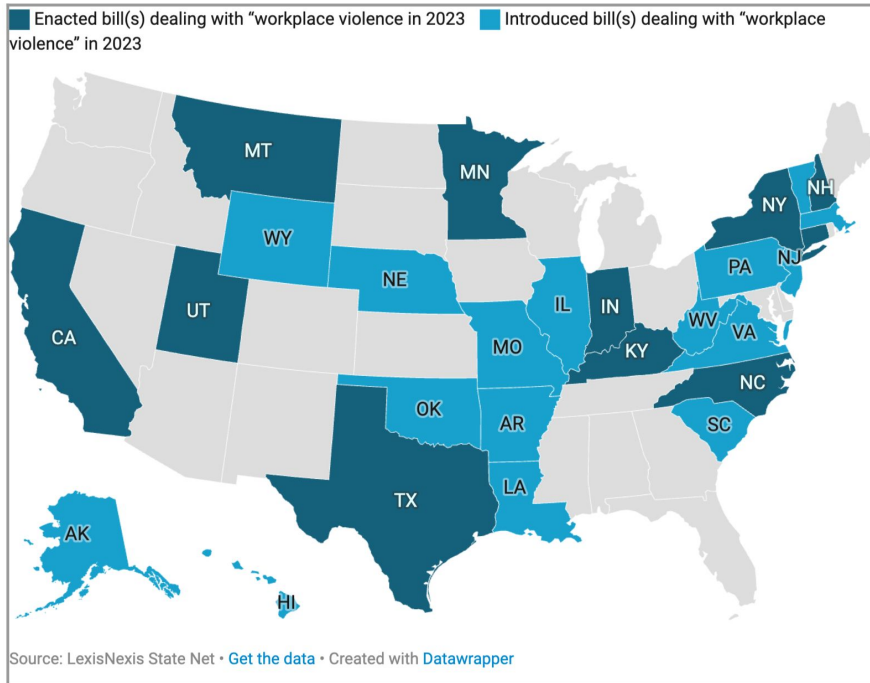 Enacted bill(s) dealing with “workplace violence in 2023 Introduced bill(s) dealing with “workplace
violence” in 2023
MT
MN
NH
NY
WY
NJ
PA
NE
IL
IN
UT
WV
VA
CA
MO
KY
NC
OK
AR
SC
LA
TX
AK
HI
Source: LexisNexis State Net • Get the data • Created with Datawrapper